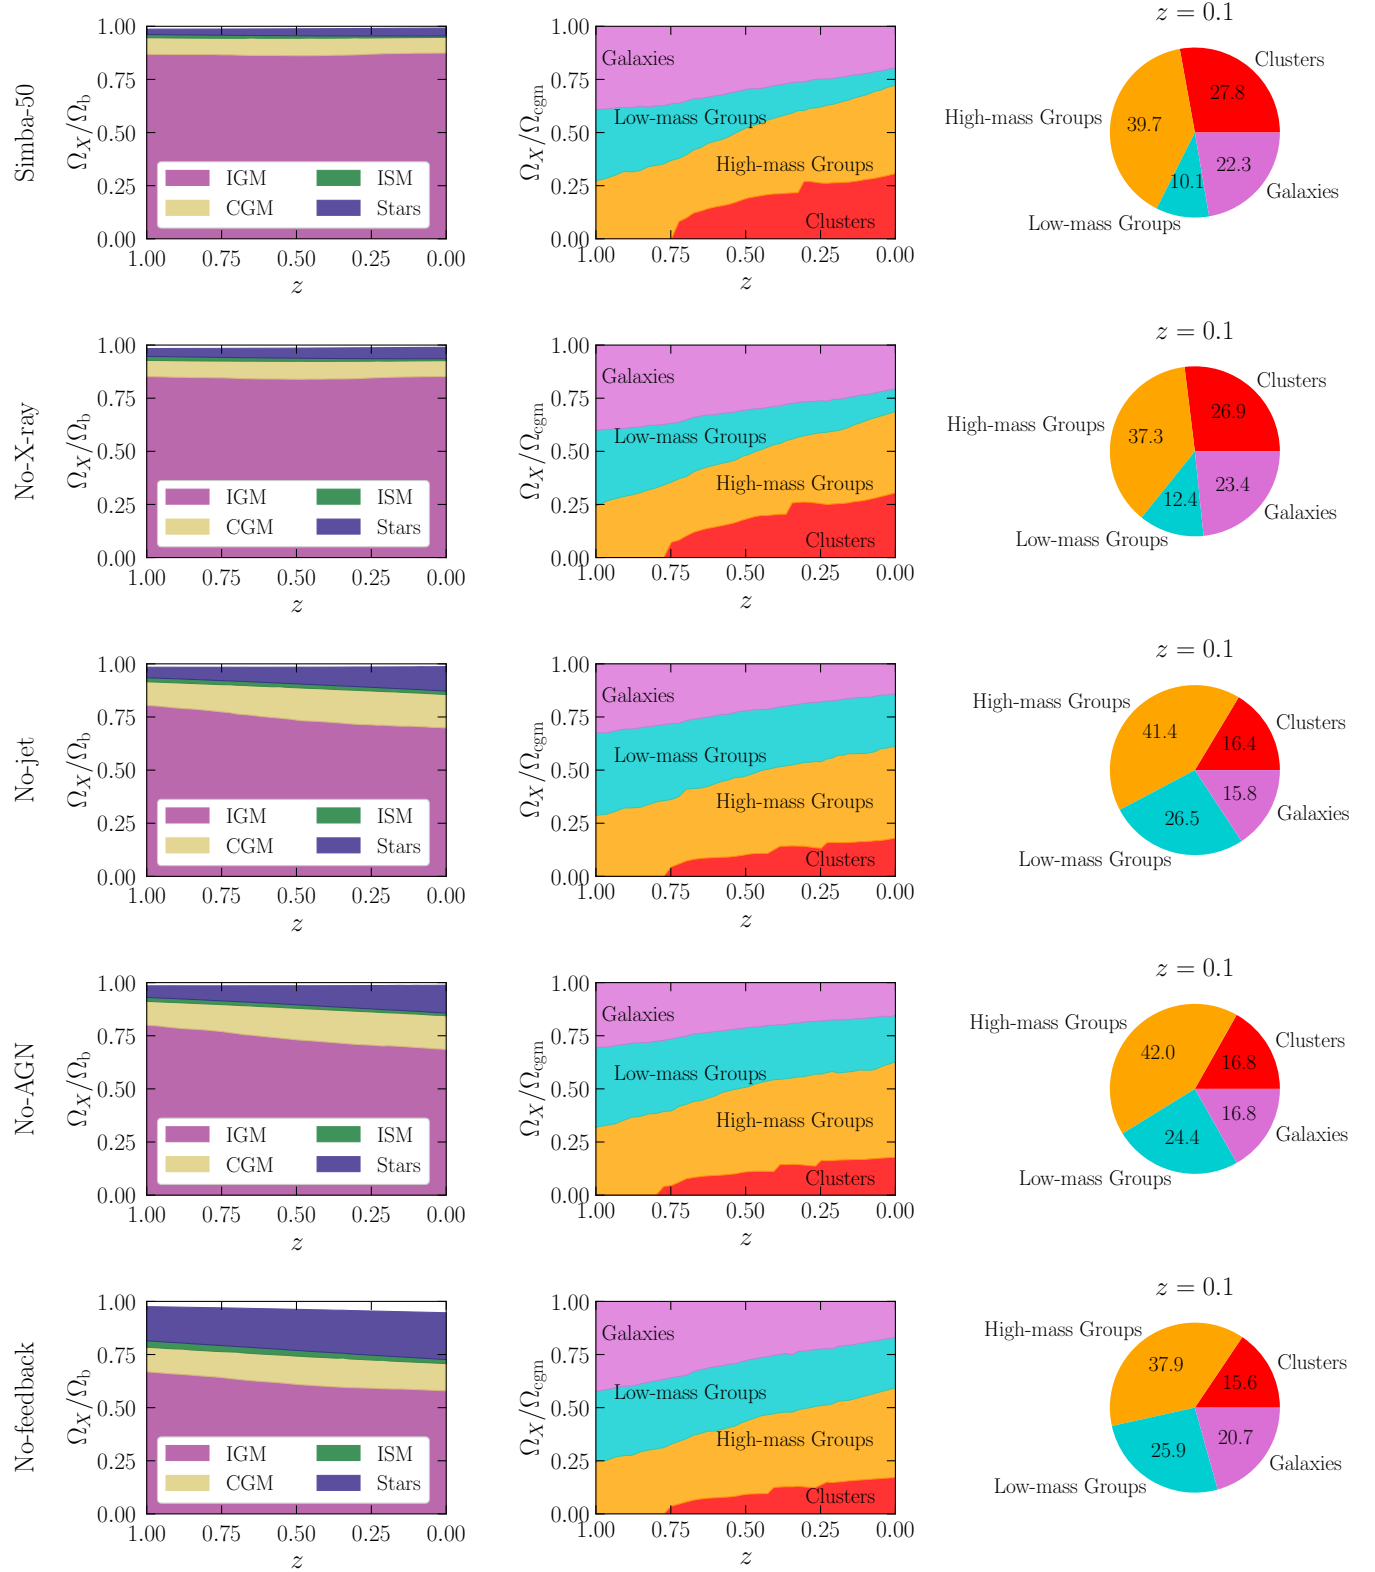 Simba-50
Ω_X/Ω_b
1.00
0.75
0.50
0.25
0.00
IGM
ISM
CGM
Stars
1.00 0.75 0.50 0.25 0.00
z
Ω_X/Ω_cgm
1.00
0.75
0.50
0.25
0.00
Galaxies
Low-mass Groups
High-mass Groups
Clusters
1.00 0.75 0.50 0.25 0.00
z
z = 0.1
Clusters
27.8
High-mass Groups
39.7
10.1
22.3
Galaxies
Low-mass Groups
No-X-ray
Ω_X/Ω_b
1.00
0.75
0.50
0.25
0.00
IGM
ISM
CGM
Stars
1.00 0.75 0.50 0.25 0.00
z
Ω_X/Ω_cgm
1.00
0.75
0.50
0.25
0.00
Galaxies
Low-mass Groups
High-mass Groups
Clusters
1.00 0.75 0.50 0.25 0.00
z
z = 0.1
Clusters
26.9
High-mass Groups
37.3
12.4
23.4
Galaxies
Low-mass Groups
No-jet
Ω_X/Ω_b
1.00
0.75
0.50
0.25
0.00
IGM
ISM
CGM
Stars
1.00 0.75 0.50 0.25 0.00
z
Ω_X/Ω_cgm
1.00
0.75
0.50
0.25
0.00
Galaxies
Low-mass Groups
High-mass Groups
Clusters
1.00 0.75 0.50 0.25 0.00
z
z = 0.1
High-mass Groups
41.4
Clusters
16.4
15.8
Galaxies
26.5
Low-mass Groups
No-AGN
Ω_X/Ω_b
1.00
0.75
0.50
0.25
0.00
IGM
ISM
CGM
Stars
1.00 0.75 0.50 0.25 0.00
z
Ω_X/Ω_cgm
1.00
0.75
0.50
0.25
0.00
Galaxies
Low-mass Groups
High-mass Groups
Clusters
1.00 0.75 0.50 0.25 0.00
z
z = 0.1
High-mass Groups
42.0
Clusters
16.8
16.8
Galaxies
24.4
Low-mass Groups
No-feedback
Ω_X/Ω_b
1.00
0.75
0.50
0.25
0.00
IGM
ISM
CGM
Stars
1.00 0.75 0.50 0.25 0.00
z
Ω_X/Ω_cgm
1.00
0.75
0.50
0.25
0.00
Galaxies
Low-mass Groups
High-mass Groups
Clusters
1.00 0.75 0.50 0.25 0.00
z
z = 0.1
High-mass Groups
37.9
Clusters
15.6
20.7
Galaxies
25.9
Low-mass Groups